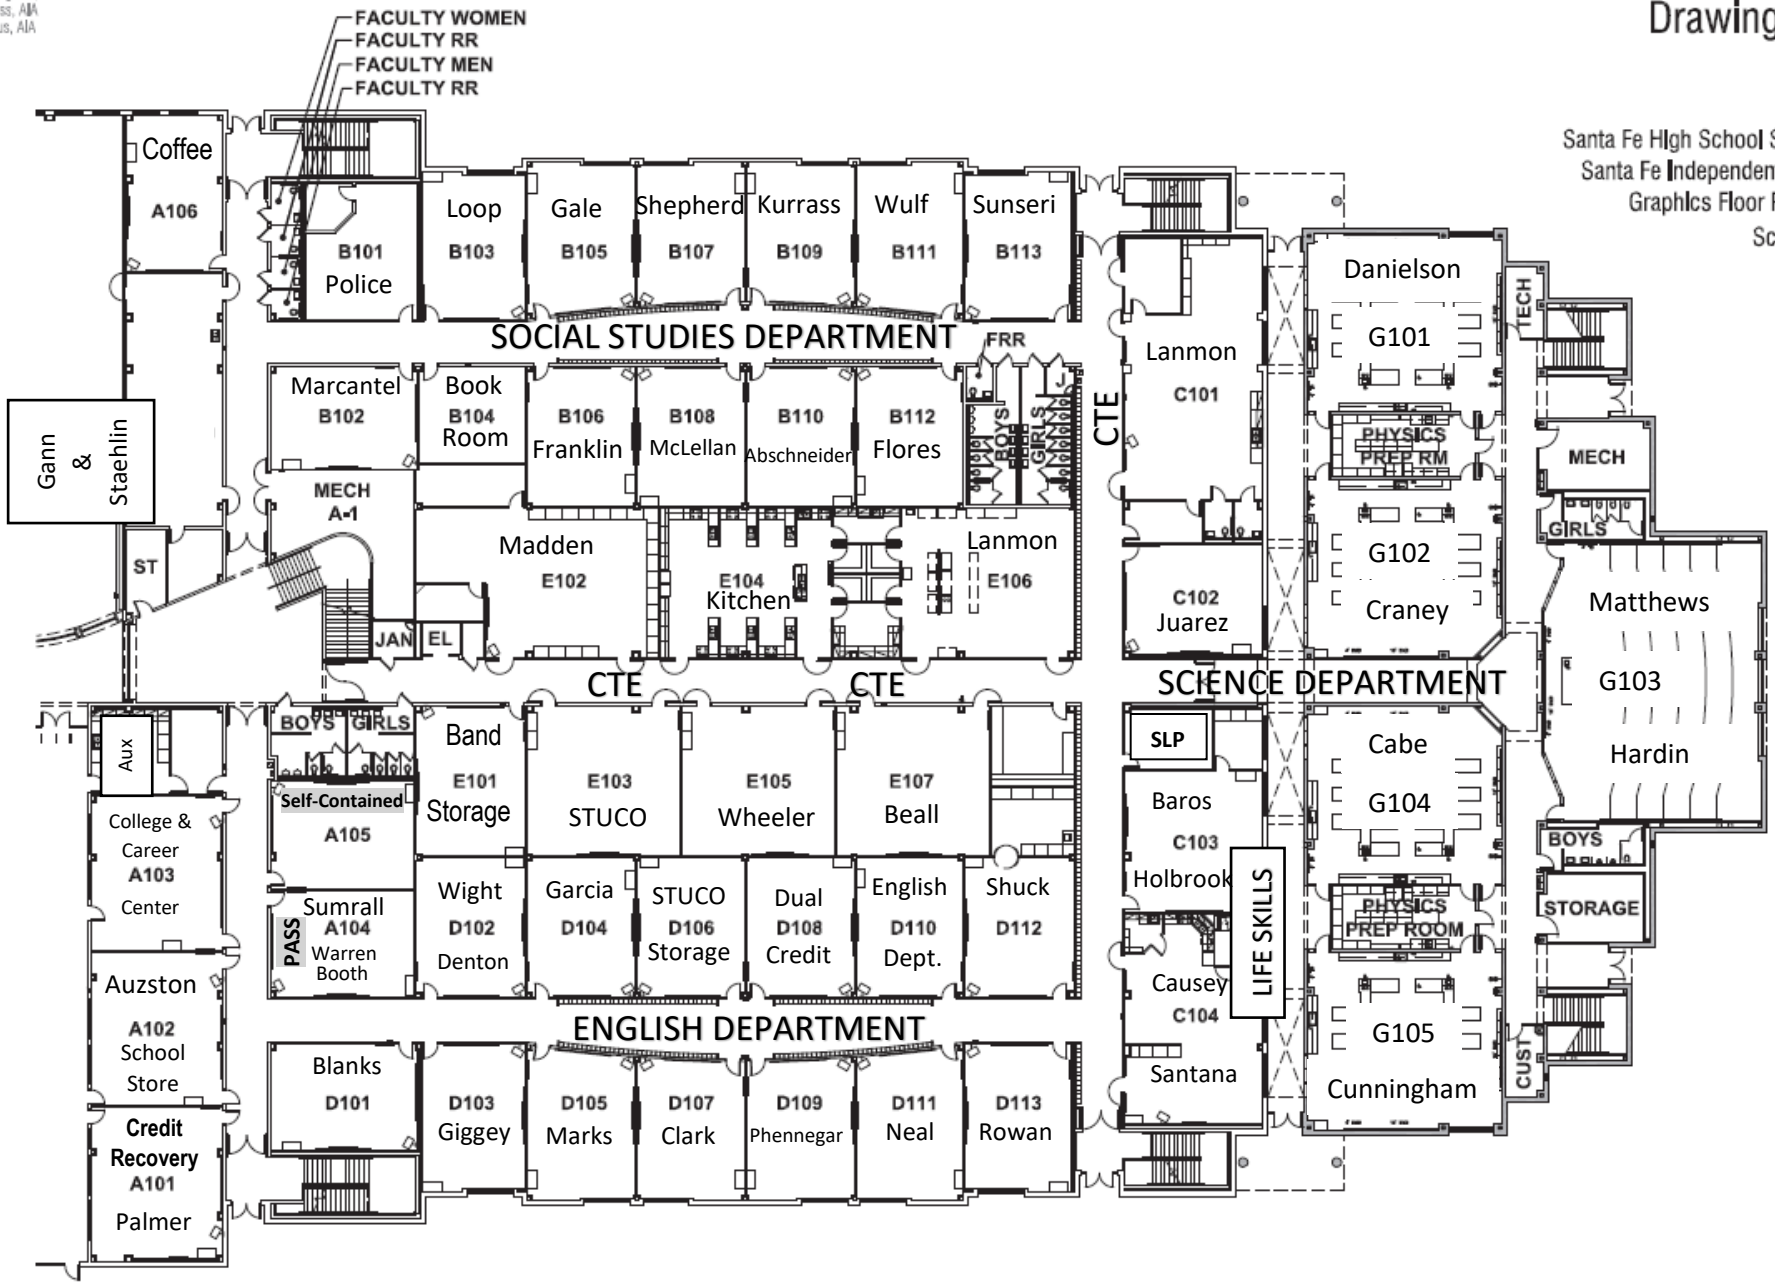 ss, AIA
us, AIA
Drawing
FACULTY WOMEN
FACULTY RR
FACULTY MEN
FACULTY RR
Santa Fe High School S
Santa Fe Independen
Graphics Floor F
Sc
Coffee
A106
B101
Police
Loop
B103
Gale
B105
Shepherd
B107
Kurrass
B109
Wulf
B111
Sunseri
B113
SOCIAL STUDIES DEPARTMENT
FRR
Marcantel
B102
Book
B104
Room
B106
Franklin
B108
McLellan
B110
Abschneider
B112
Flores
BOYS
GIRLS
J
CTE
Lanmon
C101
Danielson
G101
TECH
PHYSICS
PREP RM
MECH
GIRLS
Gann
&
Staehlin
MECH
A-1
ST
JAN
EL
Madden
E102
E104
Kitchen
Lanmon
E106
C102
Juarez
G102
Craney
Matthews
G103
Hardin
CTE
CTE
SCIENCE DEPARTMENT
Aux
BOYS
GIRLS
Band
E101
Storage
E103
STUCO
E105
Wheeler
E107
Beall
SLP
Baros
C103
Holbrook
Cabe
G104
BOYS
STORAGE
PHYSICS
PREP ROOM
College &
Career
A103
Center
Self-Contained
A105
Sumrall
A104
PASS
Warren
Booth
Wight
D102
Denton
Garcia
D104
STUCO
D106
Storage
Dual
D108
Credit
English
D110
Dept.
Shuck
D112
LIFE SKILLS
Causey
C104
Santana
G105
Cunningham
CUST
Auzston
A102
School
Store
ENGLISH DEPARTMENT
Blanks
D101
D103
Giggey
D105
Marks
D107
Clark
D109
Phennegar
D111
Neal
D113
Rowan
Credit
Recovery
A101
Palmer